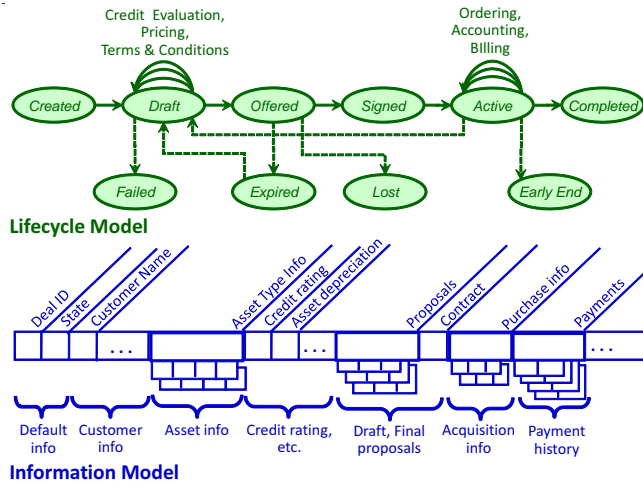 Credit Evaluation,
Pricing,
Terms & Conditions
Ordering,
Accounting,
BIlling
Created
Draft
Offered
Signed
Active
Completed
Failed
Expired
Lost
Early End
Lifecycle Model
Deal ID
State
Customer Name
Asset Type Info
Credit rating
Asset depreciation
Proposals
Contract
Purchase info
Payments
...
...
...
Default
info
Customer
info
Asset info
Credit rating,
etc.
Draft, Final
proposals
Acquisition
info
Payment
history
Information Model